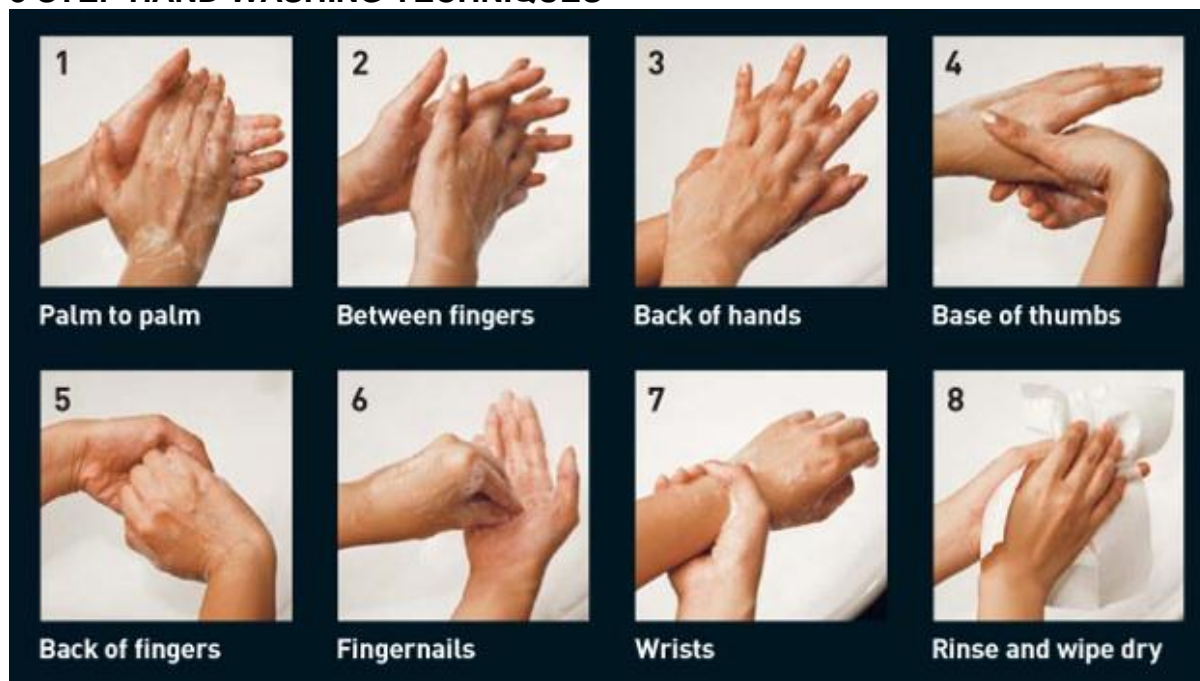 1
2
3
4
Palm to palm
Between fingers
Back of hands
Base of thumbs
5
6
7
8
Back of fingers
Fingernails
Wrists
Rinse and wipe dry